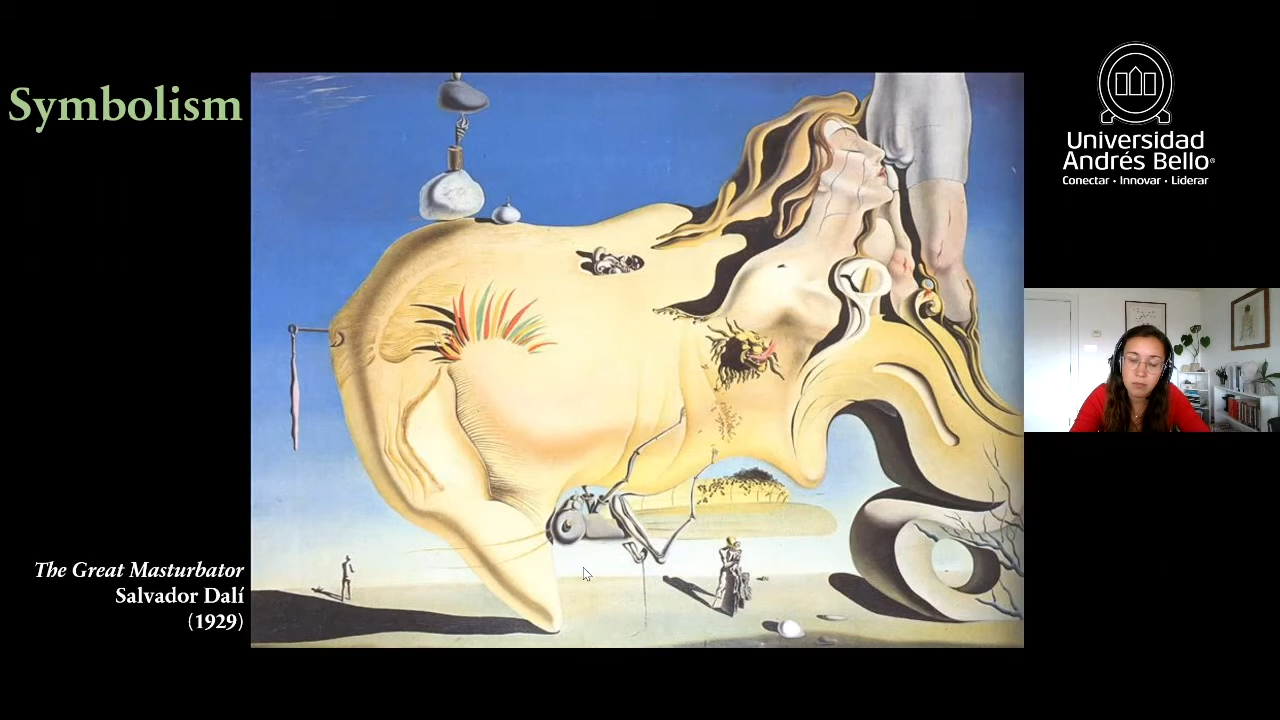 Symbolism
The Great Masturbator
Salvador Dalí
(1929)
Universidad
Andrés Bello®
Conectar • Innovar • Liderar